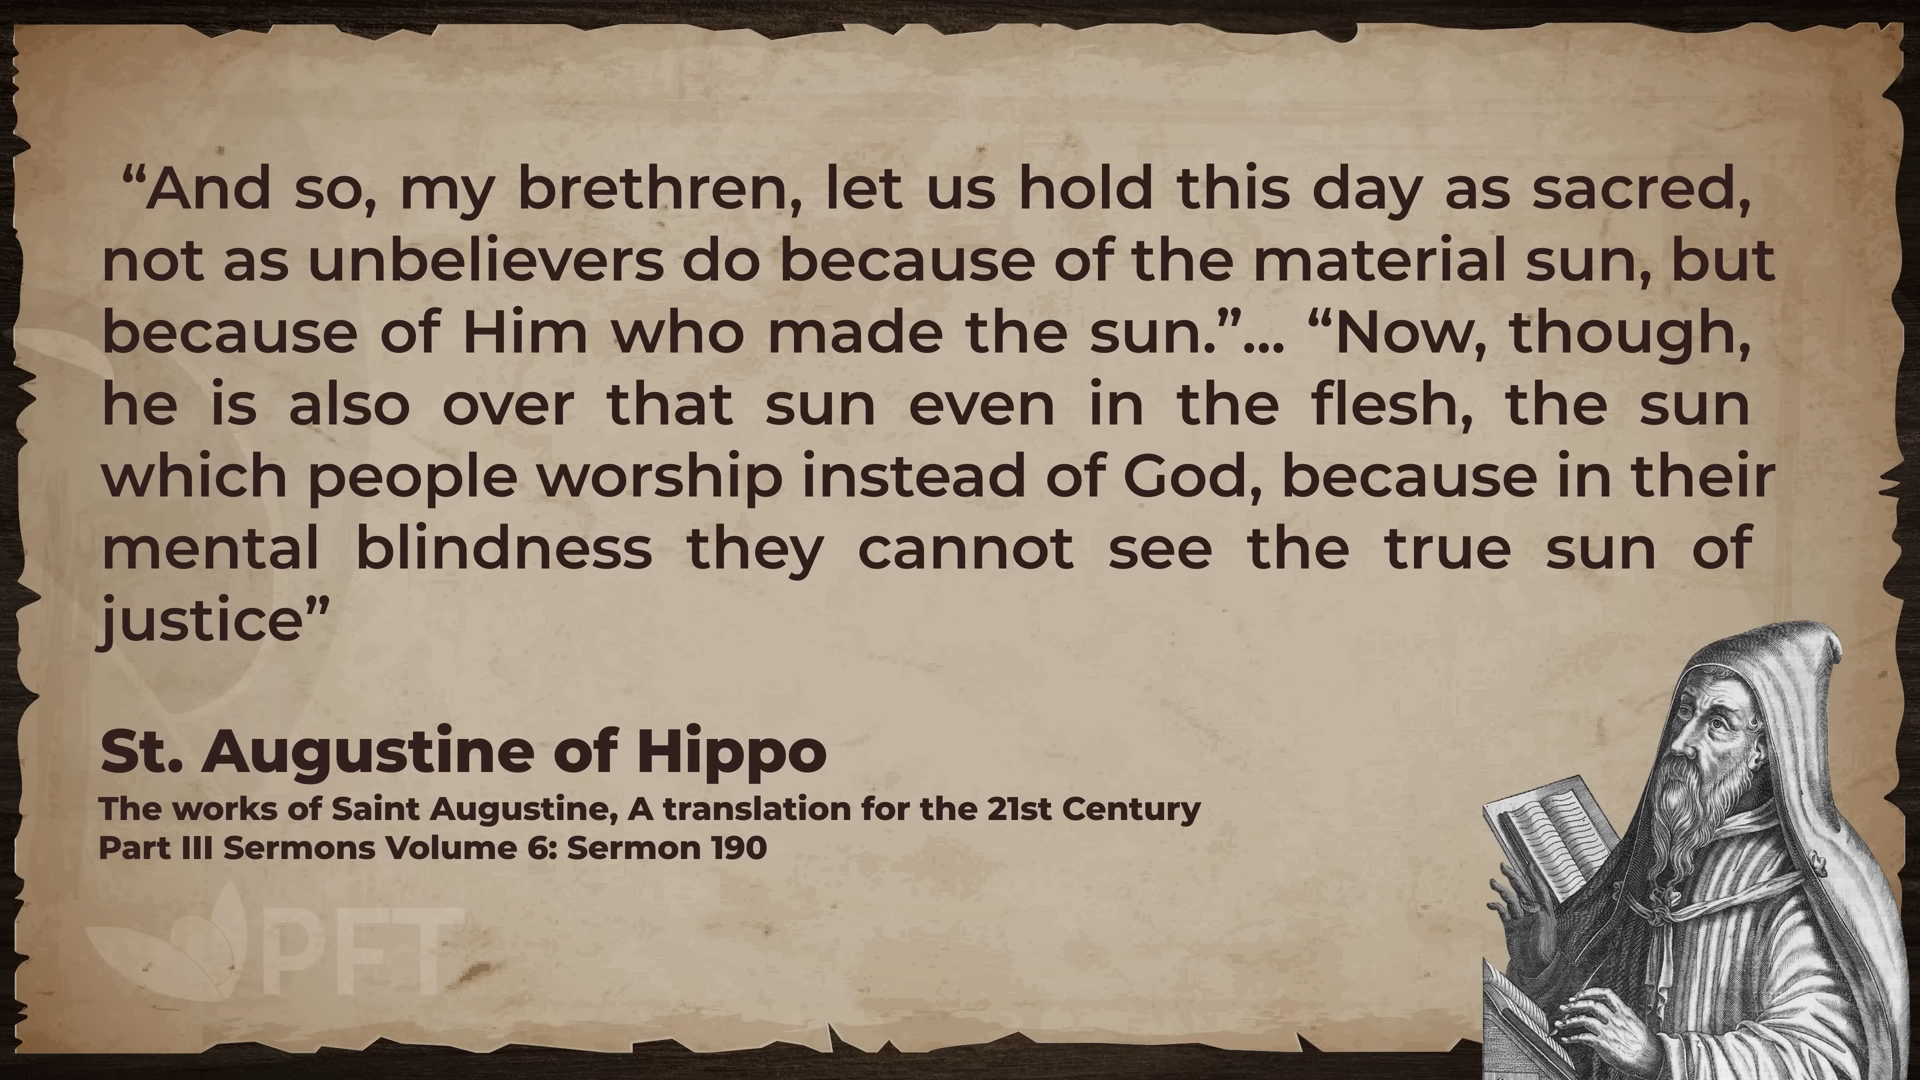 “And so, my brethren, let us hold this day as sacred,
not as unbelievers do because of the material sun, but
because of Him who made the sun.”... “Now, though,
he is also over that sun even in the flesh, the sun
which people worship instead of God, because in their
mental blindness they cannot see the true sun of
justice”
St. Augustine of Hippo
The works of Saint Augustine, A translation for the 21st Century
Part III Sermons Volume 6: Sermon 190
PFT